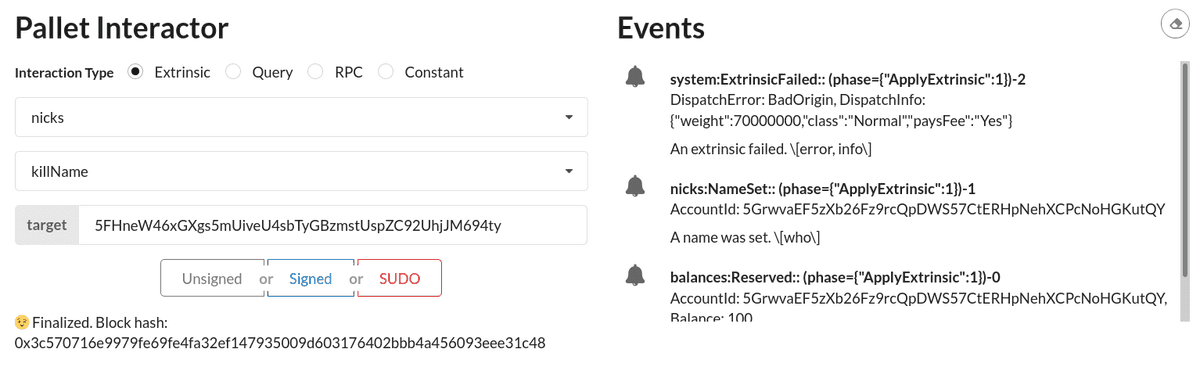 Pallet Interactor
Interaction Type Extrinsic Query RPC Constant
nicks
killName
target 5FHneW46xGXgs5mUiveU4sbTyGBzmstUspZC92UhjJM694ty
Unsigned or Signed or SUDO
Finalized. Block hash:
0x3c570716e9979fe69fe4fa32ef147935009d603176402bbb4a456093eee31c48
Events
system:ExtrinsicFailed:: (phase={"ApplyExtrinsic":1})-2
DispatchError: BadOrigin, DispatchInfo:
{"weight":70000000,"class":"Normal","paysFee":"Yes"}
An extrinsic failed. \[error, info\]
nicks:NameSet:: (phase={"ApplyExtrinsic":1})-1
AccountId: 5GrwvaEF5zXb26Fz9rcQpDWS57CtERHpNehXCPcNoHGKutQY
A name was set. \[who\]
balances:Reserved:: (phase={"ApplyExtrinsic":1})-0
AccountId: 5GrwvaEF5zXb26Fz9rcQpDWS57CtERHpNehXCPcNoHGKutQY,
Balance: 100